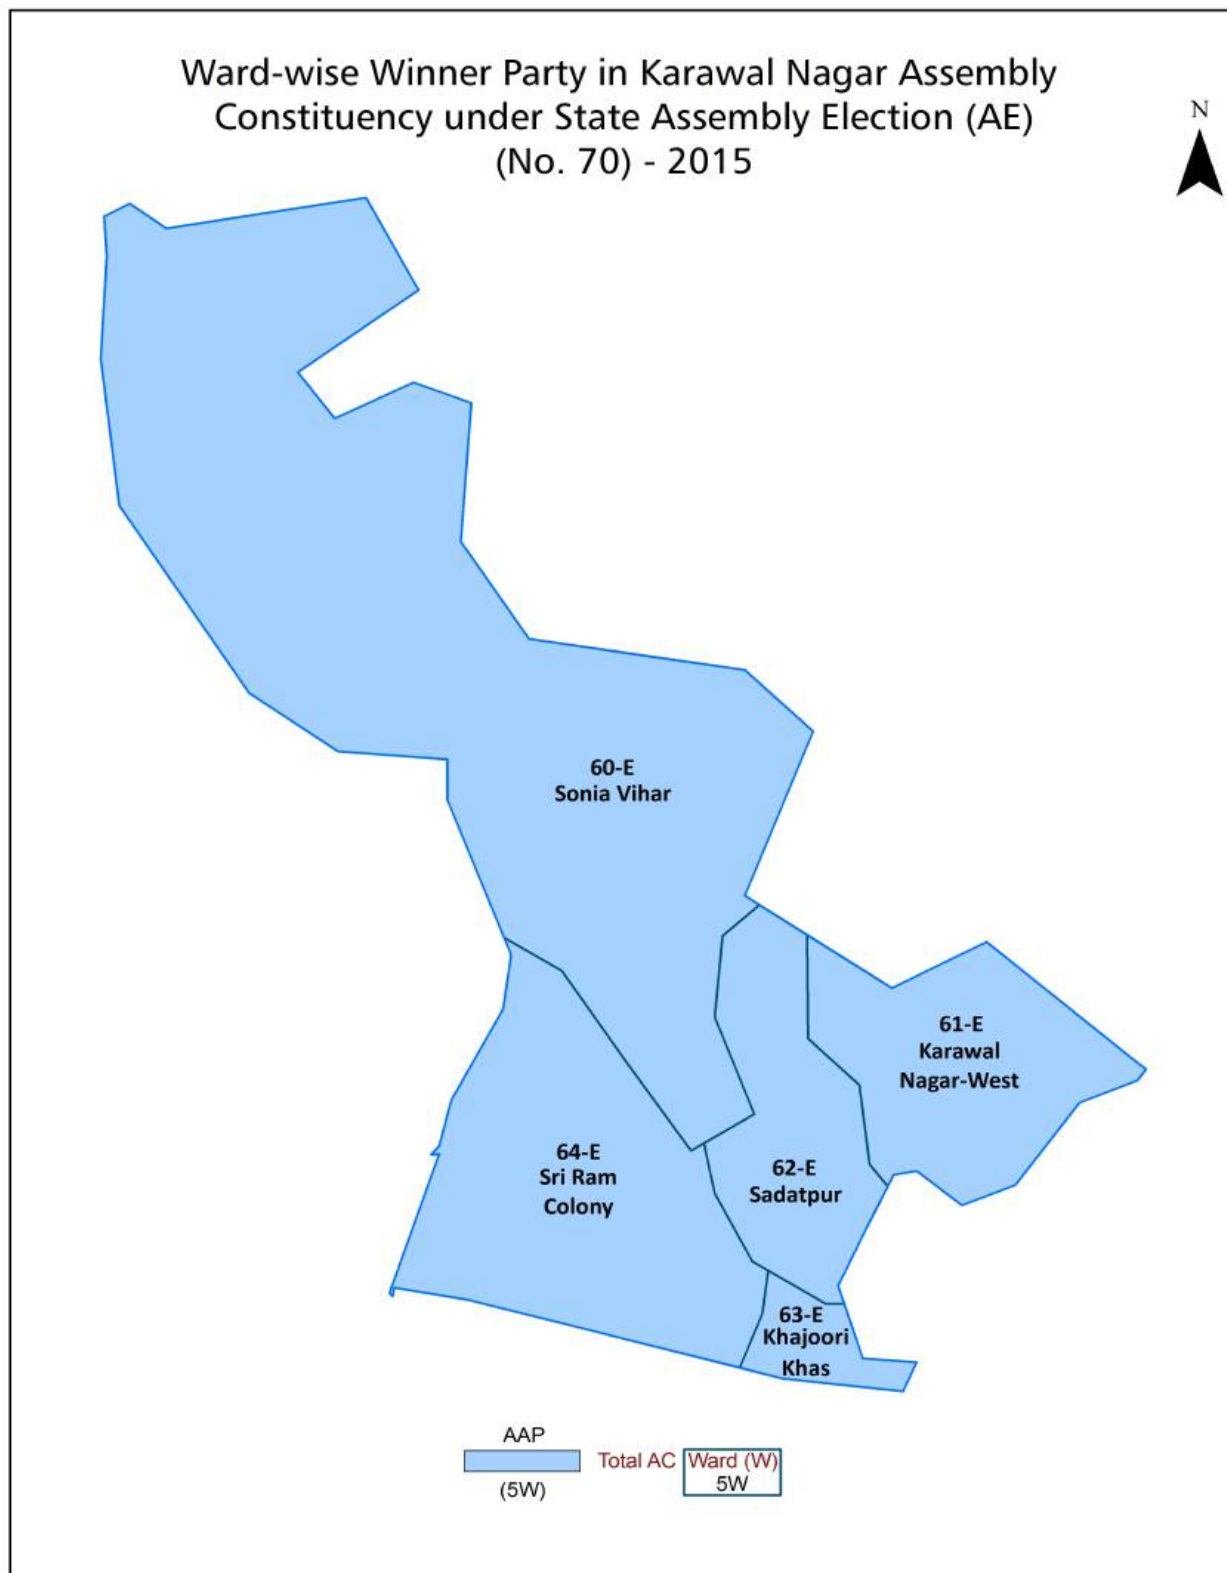 Ward-wise Winner Party in Karawal Nagar Assembly
Constituency under State Assembly Election (AE)
(No. 70) - 2015
N
60-E
Sonia Vihar
61-E
Karawal
Nagar-West
64-E
Sri Ram
Colony
62-E
Sadatpur
63-E
Khajoori
Khas
AAP
(5W)
Total AC
Ward (W)
5W